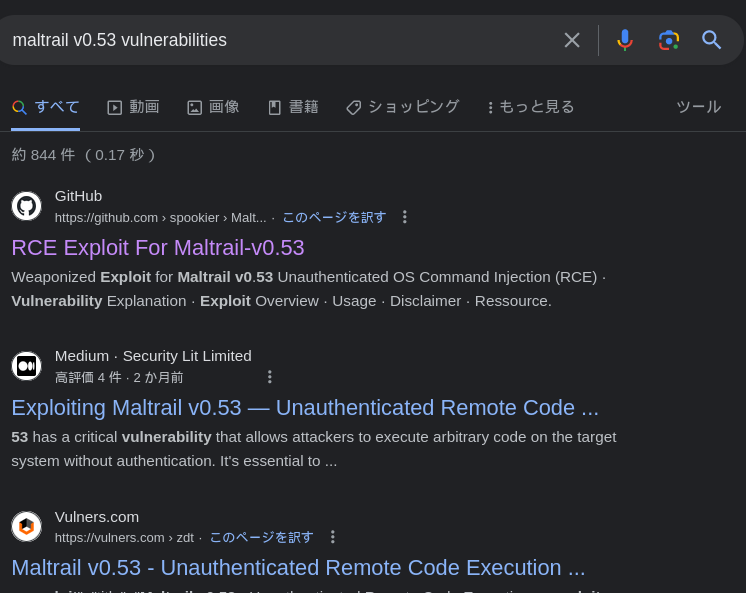 maltrail v0.53 vulnerabilities
すべて 動画 画像 書籍 ショッピング もっと見る ツール
約 844 件 （0.17 秒）
GitHub
https://github.com › spookier › Malt... · このページを訳す
RCE Exploit For Maltrail-v0.53
Weaponized Exploit for Maltrail v0.53 Unauthenticated OS Command Injection (RCE) ·
Vulnerability Explanation · Exploit Overview · Usage · Disclaimer · Ressource.
Medium · Security Lit Limited
高評価 4 件 · 2 か月前
Exploiting Maltrail v0.53 — Unauthenticated Remote Code ...
53 has a critical vulnerability that allows attackers to execute arbitrary code on the target
system without authentication. It's essential to ...
Vulners.com
https://vulners.com › zdt · このページを訳す
Maltrail v0.53 - Unauthenticated Remote Code Execution ...